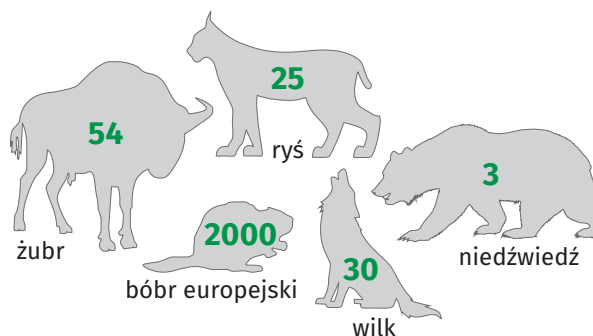 25
54
ryś
3
żubr
2000
bóbr europejski
30
wilk
niedźwiedź